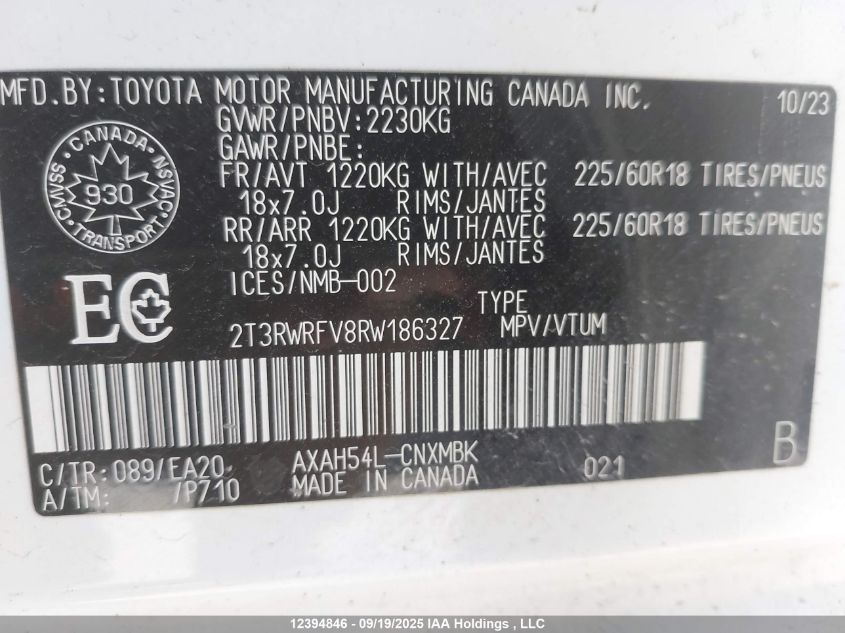 MFD.BY:TOYOTA MOTOR MANUFACTURING CANADA INC. 10/23
GVWR/PNBV:2230KG
GAWR/PNBE:
FR/AVT 1220KG WITH/AVEC 225/60R18 TIRES/PNEUS
18x7.0J RIMS/JANTES
RR/ARR 1220KG WITH/AVEC 225/60R18 TIRES/PNEUS
18x7.0J RIMS/JANTES
ICES/NMB-002
CANADA
CMVSS 930 NSVAC
TRANSPORT
EC
TYPE
2T3RWRFV8RW186327 MPV/VTUM
C/TR:089/EA20 AXAH54L-CNXMBK 021 B
A/TM: /P710 MADE IN CANADA
12394846 - 09/19/2025 IAA Holdings , LLC